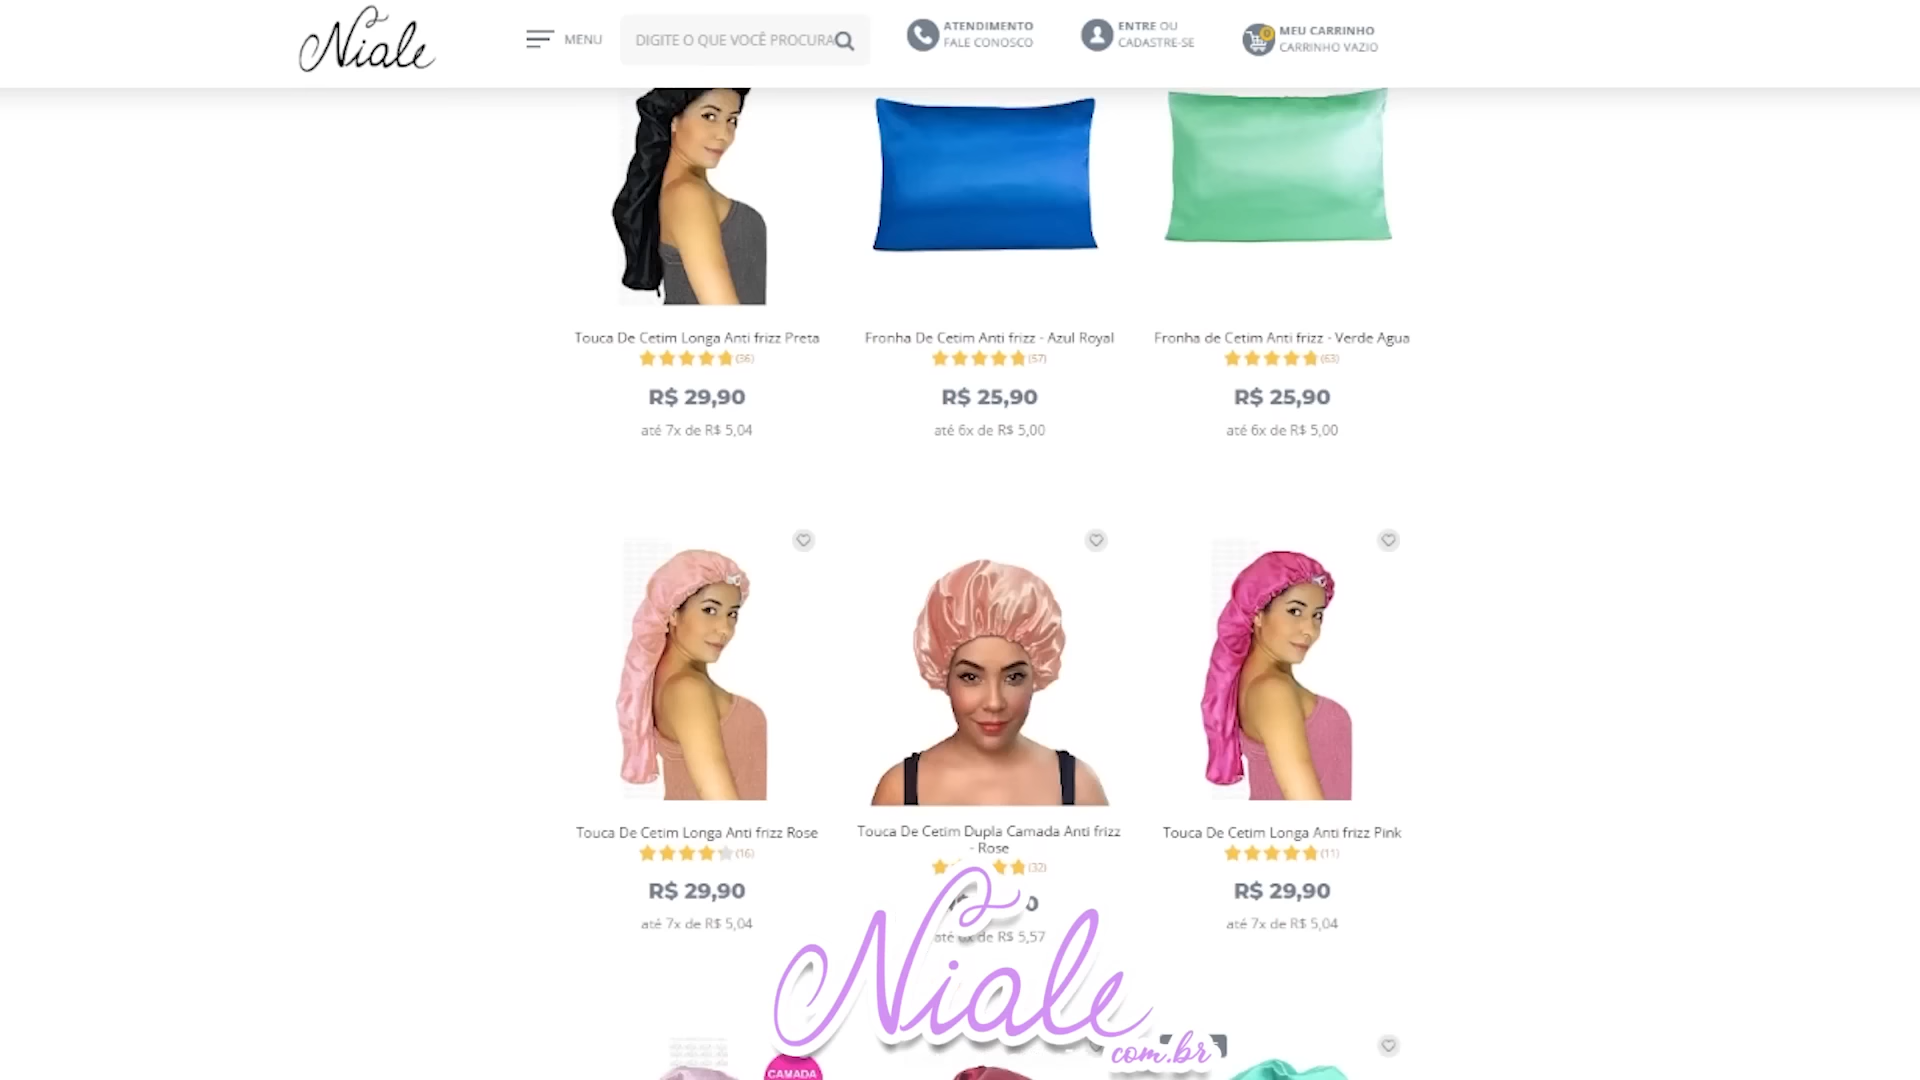 Niale
MENU
DIGITE O QUE VOCÊ PROCURA
ATENDIMENTO
FALE CONOSCO
ENTRE OU
CADASTRE-SE
0
MEU CARRINHO
CARRINHO VAZIO
Touca De Cetim Longa Anti frizz Preta
(36)
R$ 29,90
até 7x de R$ 5,04
Fronha De Cetim Anti frizz - Azul Royal
(57)
R$ 25,90
até 6x de R$ 5,00
Fronha de Cetim Anti frizz - Verde Agua
(63)
R$ 25,90
até 6x de R$ 5,00
Touca De Cetim Longa Anti frizz Rose
(16)
R$ 29,90
até 7x de R$ 5,04
Touca De Cetim Dupla Camada Anti frizz
- Rose
(32)
até 6x de R$ 5,57
Touca De Cetim Longa Anti frizz Pink
(11)
R$ 29,90
até 7x de R$ 5,04
Niale
com.br
CAMADA